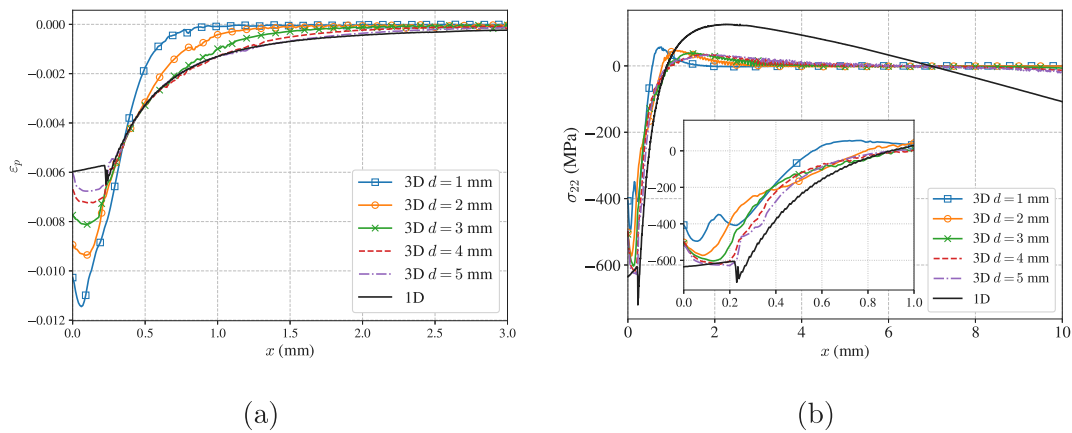 0.000
−0.002
−0.004
−0.006
−0.008
−0.010
−0.012
εp
0.0
0.5
1.0
1.5
2.0
2.5
3.0
x (mm)
3D d = 1 mm
3D d = 2 mm
3D d = 3 mm
3D d = 4 mm
3D d = 5 mm
1D
(a)
0
−200
−400
−600
σ22 (MPa)
0
2
4
6
8
10
x (mm)
0
−200
−400
−600
0.0
0.2
0.4
0.6
0.8
1.0
3D d = 1 mm
3D d = 2 mm
3D d = 3 mm
3D d = 4 mm
3D d = 5 mm
1D
(b)